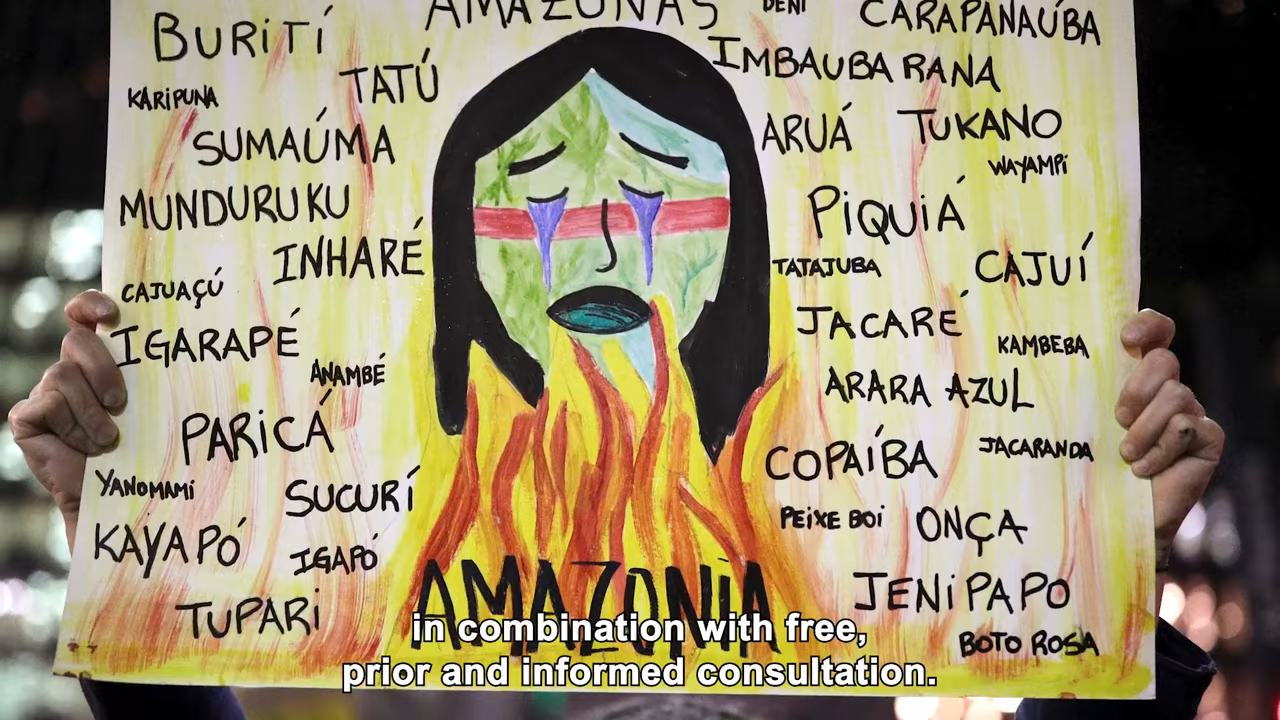 AMAZONAS
DENI
CARAPANAÚBA
BURITÍ
IMBAUBARANA
TATÚ
KARIPUNA
SUMAÚMA
ARUÁ
TUKANO
WAYAMPI
MUNDURUKU
PIQUIÁ
INHARÉ
TATAJUBA
CAJUÍ
CAJUAÇÚ
IGARAPÉ
JACARÉ
KAMBEBA
ANAMBÉ
ARARA AZUL
PARICÁ
COPAÍBA
JACARANDA
YANOMAMI
SUCURÍ
PEIXE BOI
ONÇA
KAYAPÓ
IGAPÓ
AMAZONIA
JENIPAPO
TUPARI
BOTO ROSA
in combination with free,
prior and informed consultation.